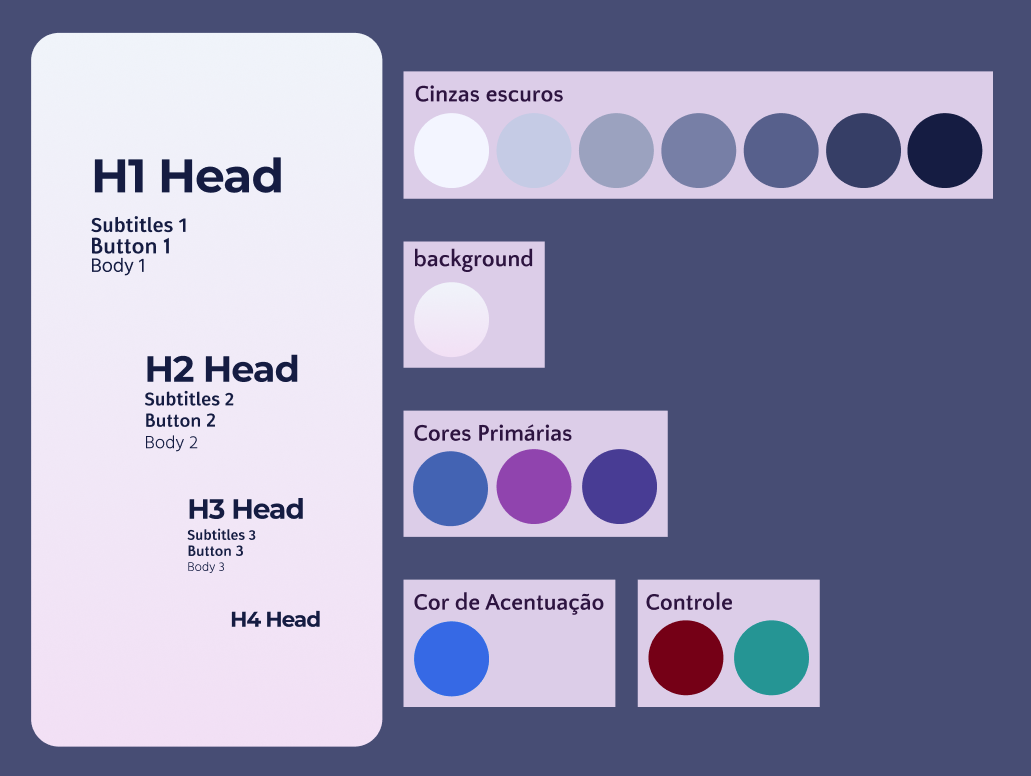 H1 Head
Subtitles 1
Button 1
Body 1
H2 Head
Subtitles 2
Button 2
Body 2
H3 Head
Subtitles 3
Button 3
Body 3
H4 Head
Cinzas escuros
background
Cores Primárias
Cor de Acentuação
Controle